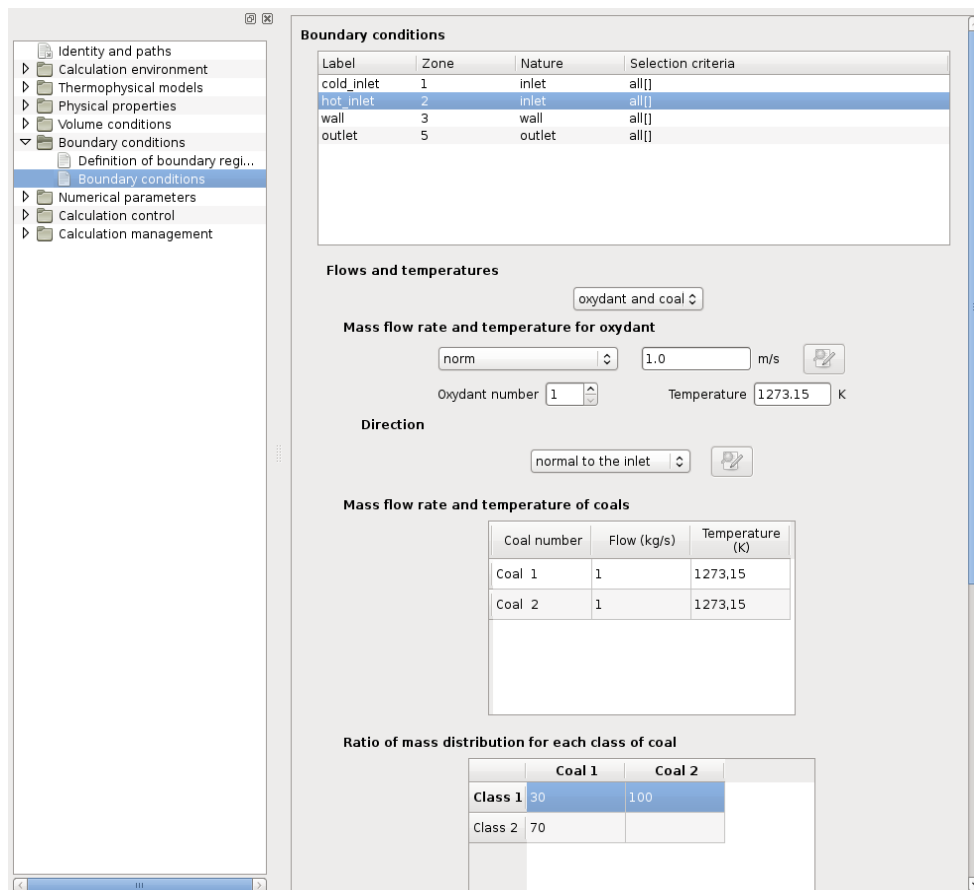 Identity and paths
Calculation environment
Thermophysical models
Physical properties
Volume conditions
Boundary conditions
Definition of boundary regi...
Boundary conditions
Numerical parameters
Calculation control
Calculation management
Boundary conditions
Label Zone Nature Selection criteria
cold_inlet 1 inlet all[]
hot_inlet 2 inlet all[]
wall 3 wall all[]
outlet 5 outlet all[]
Flows and temperatures
oxydant and coal
Mass flow rate and temperature for oxydant
norm 1.0 m/s
Oxydant number 1 Temperature 1273.15 K
Direction
normal to the inlet
Mass flow rate and temperature of coals
Coal number Flow (kg/s) Temperature
(K)
Coal 1 1 1273,15
Coal 2 1 1273,15
Ratio of mass distribution for each class of coal
Coal 1 Coal 2
Class 1 30 100
Class 2 70